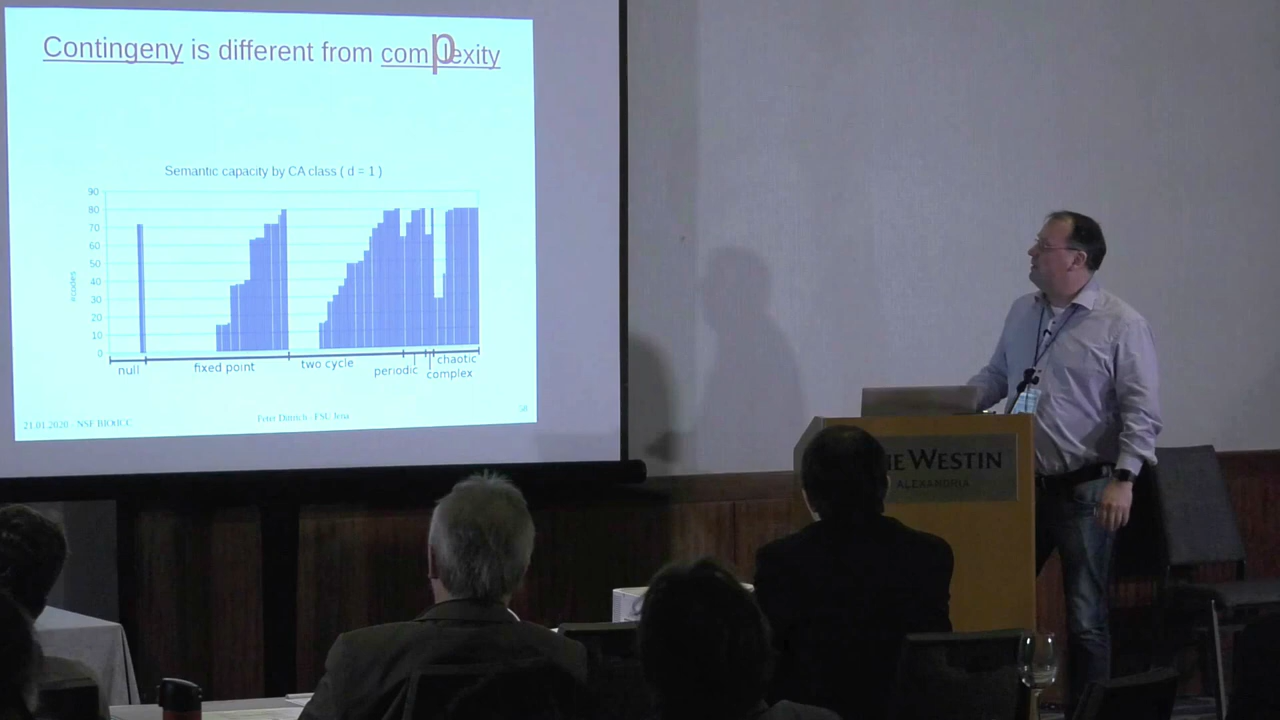 Contingeny is different from complexity
Semantic capacity by CA class ( d = 1 )
90
80
70
60
50
40
30
20
10
0
#codes
null
fixed point
two cycle
periodic
chaotic
complex
21.01.2020 - NSF
Peter Dittrich - FSU Jena
WESTIN
ALEXANDRIA